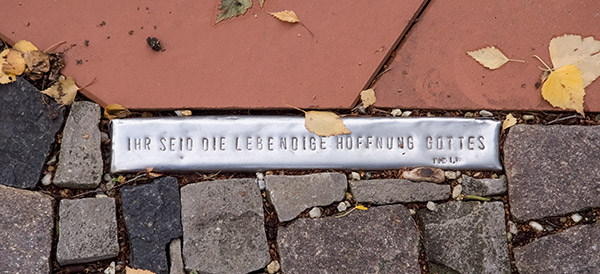 IHR SEID DIE LEBENDIGE HOFFNUNG GOTTES